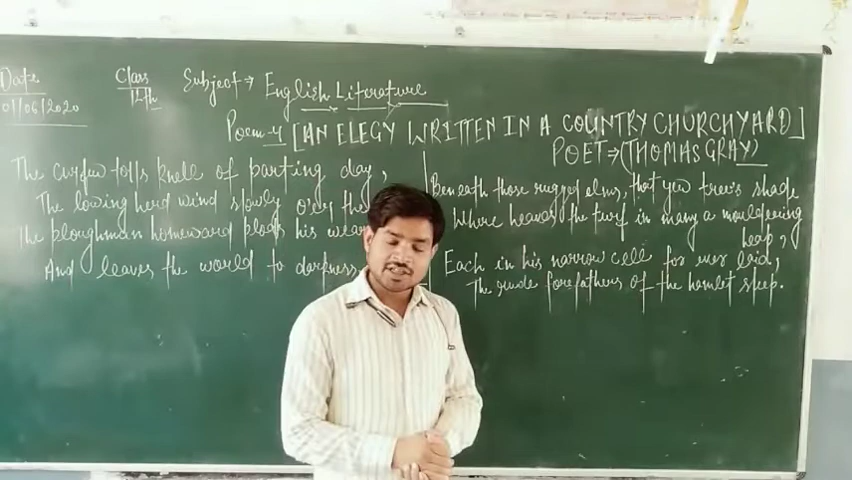 Date
01/06/2020
Class
12th
Subject → English Literature
Poem-4 [AN ELEGY WRITTEN IN A COUNTRY CHURCHYARD]
POET → (THOMAS GRAY)
The curfew tolls knell of parting day,
The lowing herd wind slowly o'er the
The ploughman homeward plods his wear
And leaves the world to darkness
Beneath those rugged elms, that yew tree's shade
Where heaves the turf in many a mouldering
heap,
Each in his narrow cell for ever laid,
The rude forefathers of the hamlet sleep.